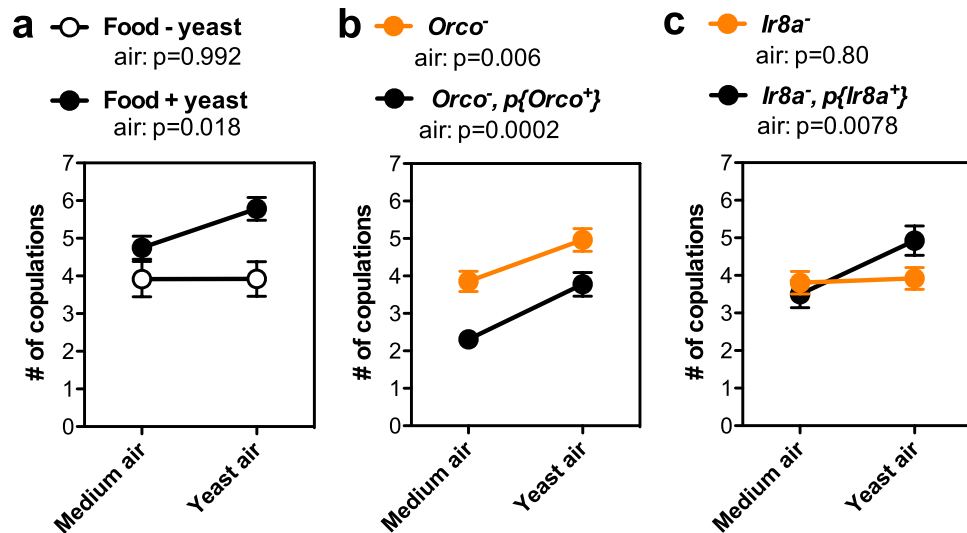 a Food - yeast
air: p=0.992
Food + yeast
air: p=0.018
7
6
5
4
3
2
1
0
# of copulations
Medium air
Yeast air
b Orco⁻
air: p=0.006
Orco⁻, p{Orco⁺}
air: p=0.0002
7
6
5
4
3
2
1
0
# of copulations
Medium air
Yeast air
c Ir8a⁻
air: p=0.80
Ir8a⁻, p{Ir8a⁺}
air: p=0.0078
7
6
5
4
3
2
1
0
# of copulations
Medium air
Yeast air